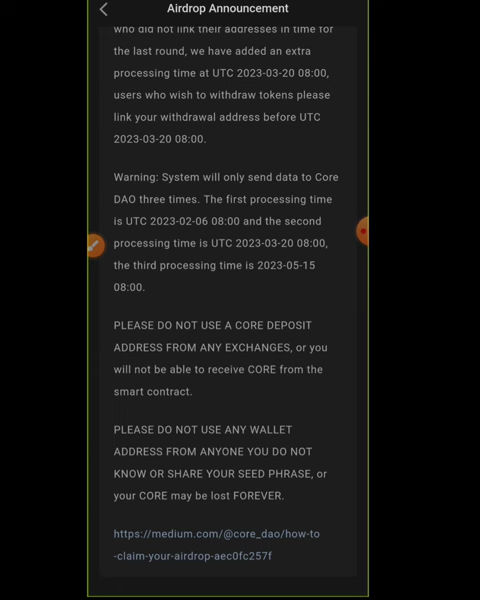 Airdrop Announcement
who did not link their addresses in time for
the last round, we have added an extra
processing time at UTC 2023-03-20 08:00,
users who wish to withdraw tokens please
link your withdrawal address before UTC
2023-03-20 08:00.
Warning: System will only send data to Core
DAO three times. The first processing time
is UTC 2023-02-06 08:00 and the second
processing time is UTC 2023-03-20 08:00,
the third processing time is 2023-05-15
08:00.
PLEASE DO NOT USE A CORE DEPOSIT
ADDRESS FROM ANY EXCHANGES, or you
will not be able to receive CORE from the
smart contract.
PLEASE DO NOT USE ANY WALLET
ADDRESS FROM ANYONE YOU DO NOT
KNOW OR SHARE YOUR SEED PHRASE, or
your CORE may be lost FOREVER.
https://medium.com/@core_dao/how-to
-claim-your-airdrop-aec0fc257f